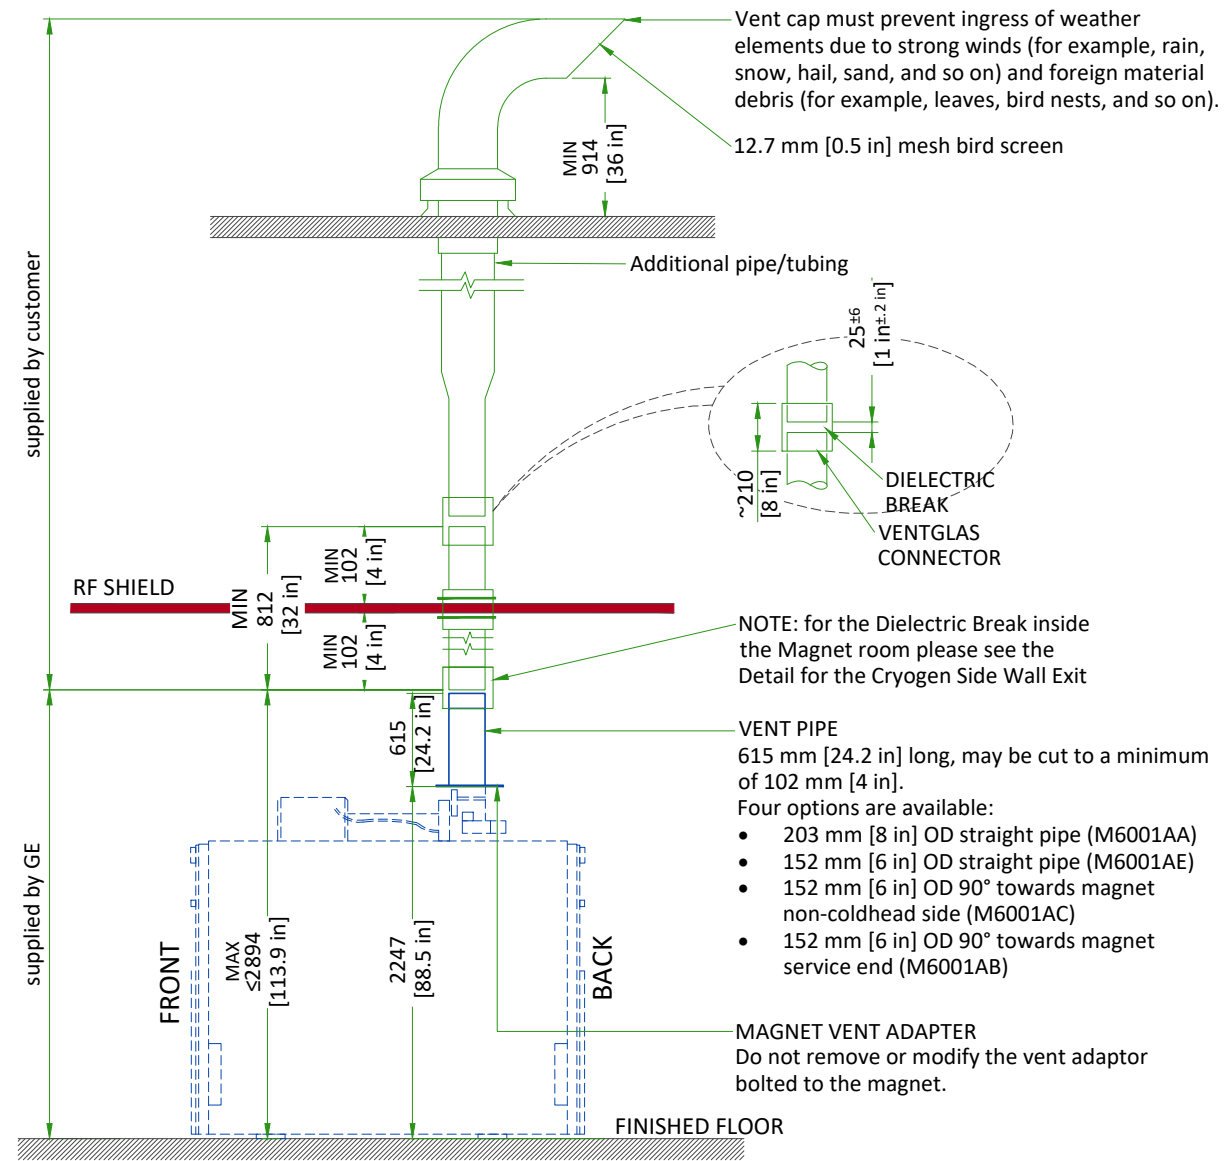 Vent cap must prevent ingress of weather
elements due to strong winds (for example, rain,
snow, hail, sand, and so on) and foreign material
debris (for example, leaves, bird nests, and so on).
12.7 mm [0.5 in] mesh bird screen
MIN
914
[36 in]
Additional pipe/tubing
supplied by customer
25±6
[1 in±.2 in]
~210
[8 in]
DIELECTRIC
BREAK
VENTGLAS
CONNECTOR
RF SHIELD
MIN
812
[32 in]
MIN
102
[4 in]
MIN
102
[4 in]
NOTE: for the Dielectric Break inside
the Magnet room please see the
Detail for the Cryogen Side Wall Exit
615
[24.2 in]
VENT PIPE
615 mm [24.2 in] long, may be cut to a minimum
of 102 mm [4 in].
Four options are available:
• 203 mm [8 in] OD straight pipe (M6001AA)
• 152 mm [6 in] OD straight pipe (M6001AE)
• 152 mm [6 in] OD 90° towards magnet
non-coldhead side (M6001AC)
• 152 mm [6 in] OD 90° towards magnet
service end (M6001AB)
supplied by GE
FRONT
MAX
≤2894
[113.9 in]
2247
[88.5 in]
BACK
MAGNET VENT ADAPTER
Do not remove or modify the vent adaptor
bolted to the magnet.
FINISHED FLOOR